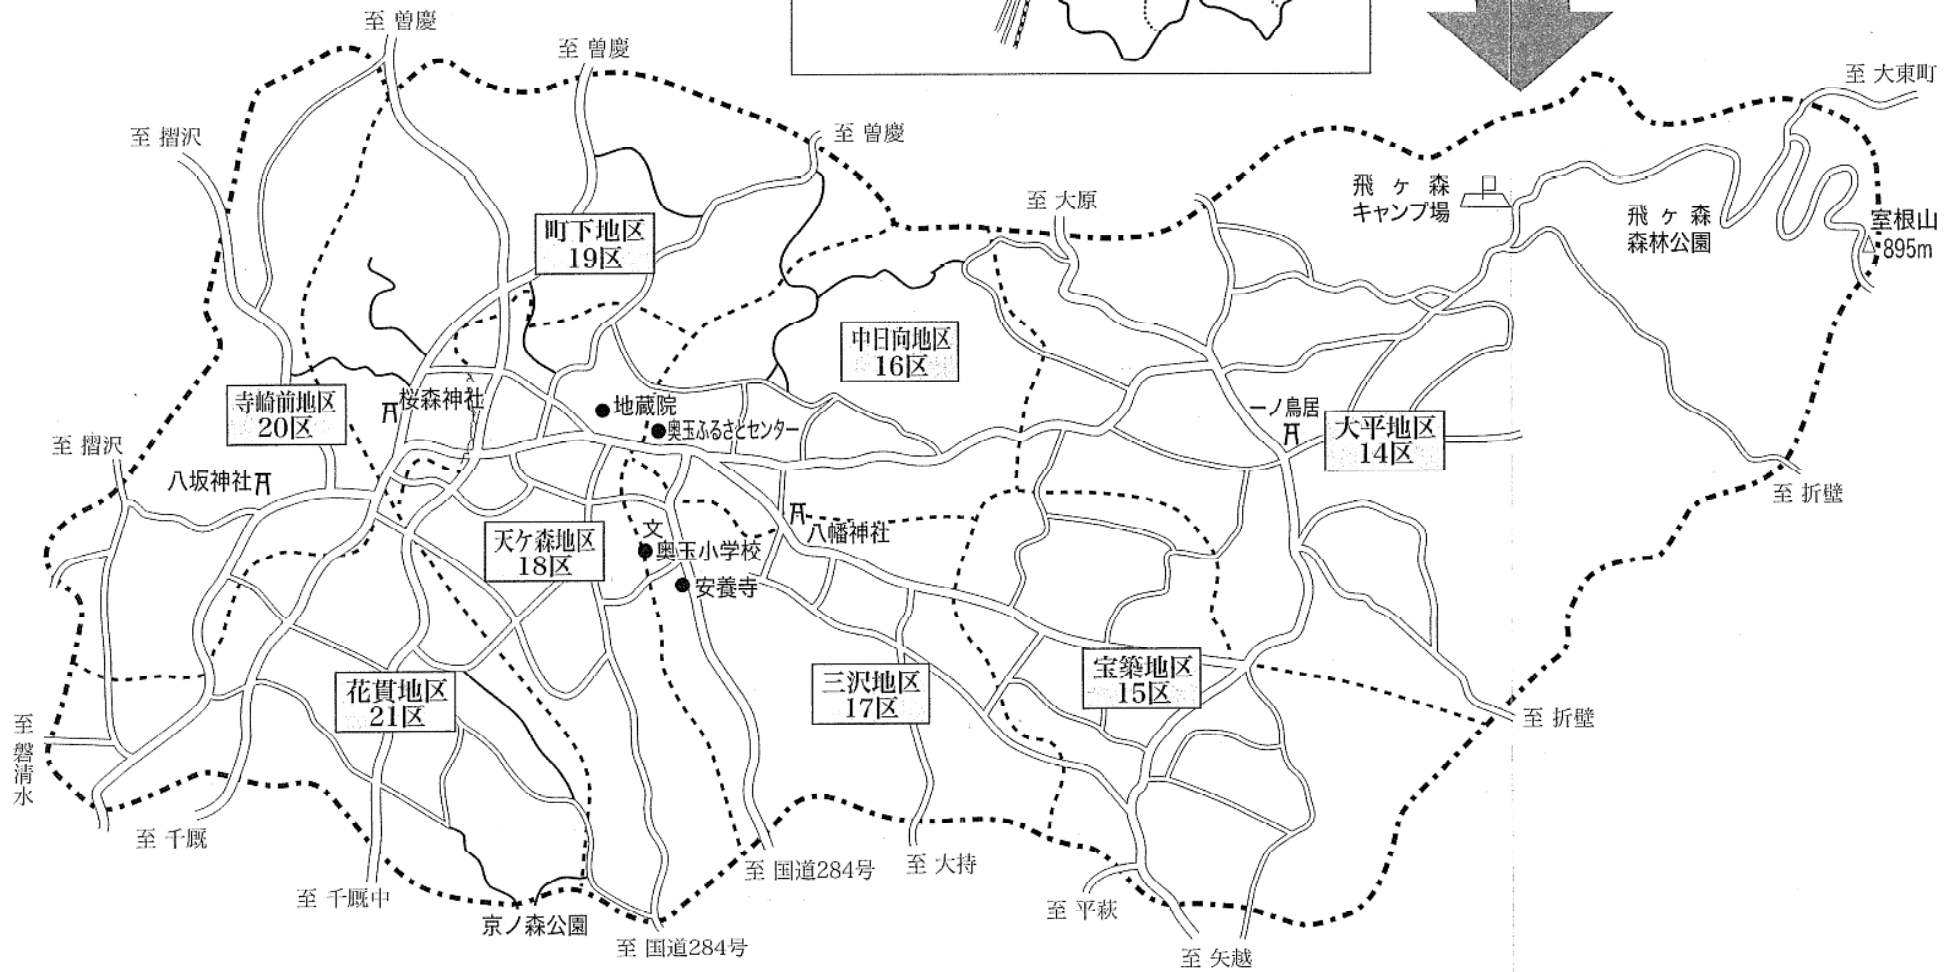 至 曽慶
至 曽慶
至 曽慶
至 摺沢
至 大東町
飛ヶ森
キャンプ場
飛ヶ森
森林公園
室根山
895m
至 大原
町下地区
19区
中日向地区
16区
寺崎前地区
20区
桜森神社
地蔵院
奥玉ふるさとセンター
一ノ鳥居
大平地区
14区
至 摺沢
八坂神社
至 折壁
天ケ森地区
18区
文
奥玉小学校
安養寺
八幡神社
花貫地区
21区
三沢地区
17区
宝築地区
15区
至 折壁
至 磐清水
至 千厩
至 千厩中
京ノ森公園
至 国道284号
至 国道284号
至 大持
至 平萩
至 矢越